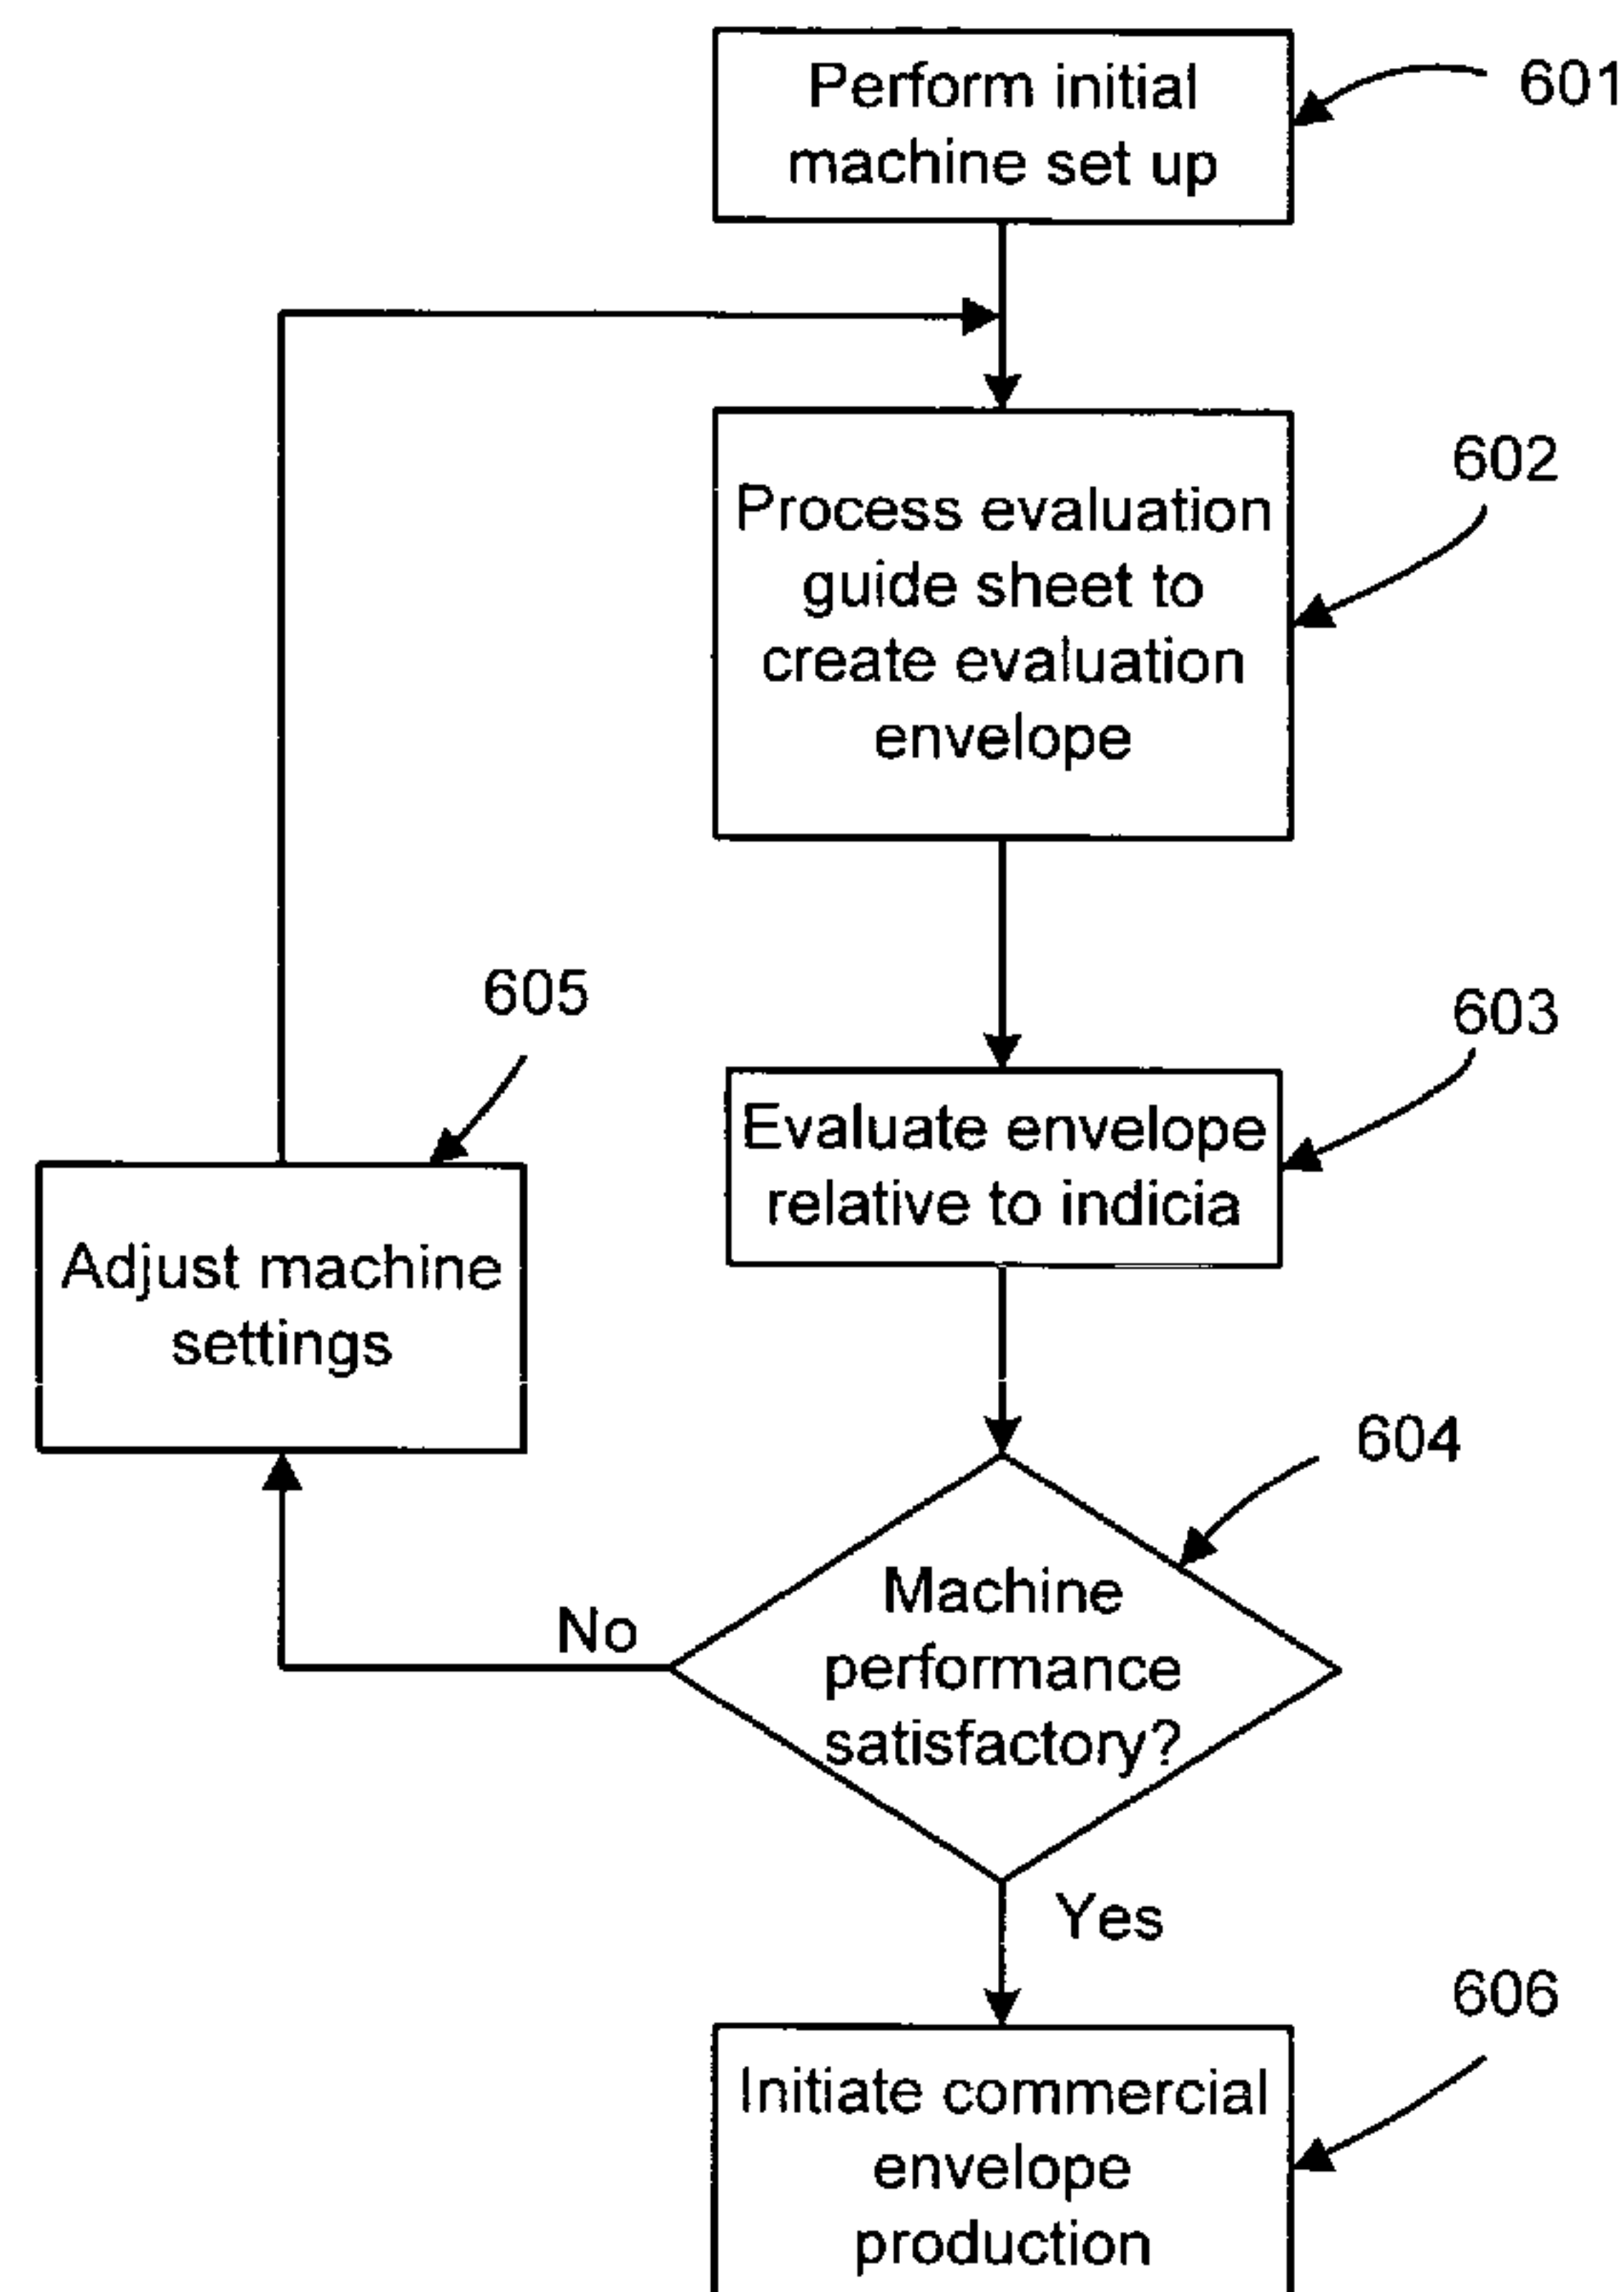 Perform initial
machine set up
601
Process evaluation
guide sheet to
create evaluation
envelope
602
Evaluate envelope
relative to indicia
603
605
Adjust machine
settings
604
Machine
performance
satisfactory?
No
Yes
606
Initiate commercial
envelope
production